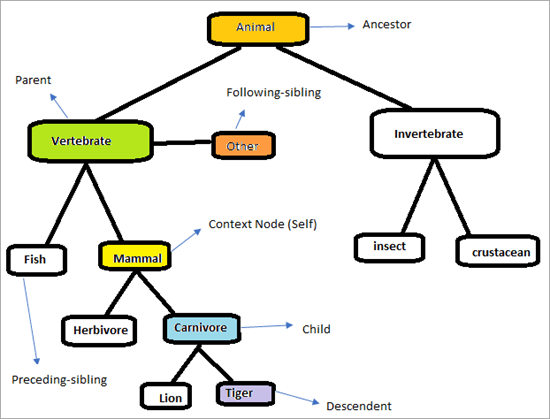 Animal
Ancestor
Parent
Following-sibling
Vertebrate
Other
Invertebrate
Context Node (Self)
Fish
Mammal
insect
crustacean
Herbivore
Carnivore
Child
Preceding-sibling
Lion
Tiger
Descendent